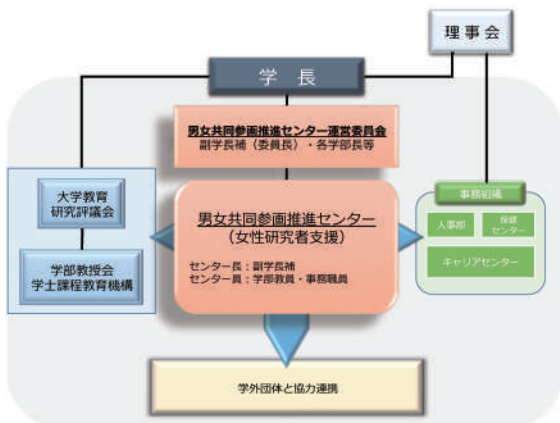 理事会
学 長
男女共同参画推進センター運営委員会
副学長補（委員長）・各学部長等
大学教育
研究評議会
学部教授会
学士課程教育機構
男女共同参画推進センター
（女性研究者支援）
センター長：副学長補
センター員：学部教員・事務職員
事務組織
人事部
保健
センター
キャリアセンター
学外団体と協力連携